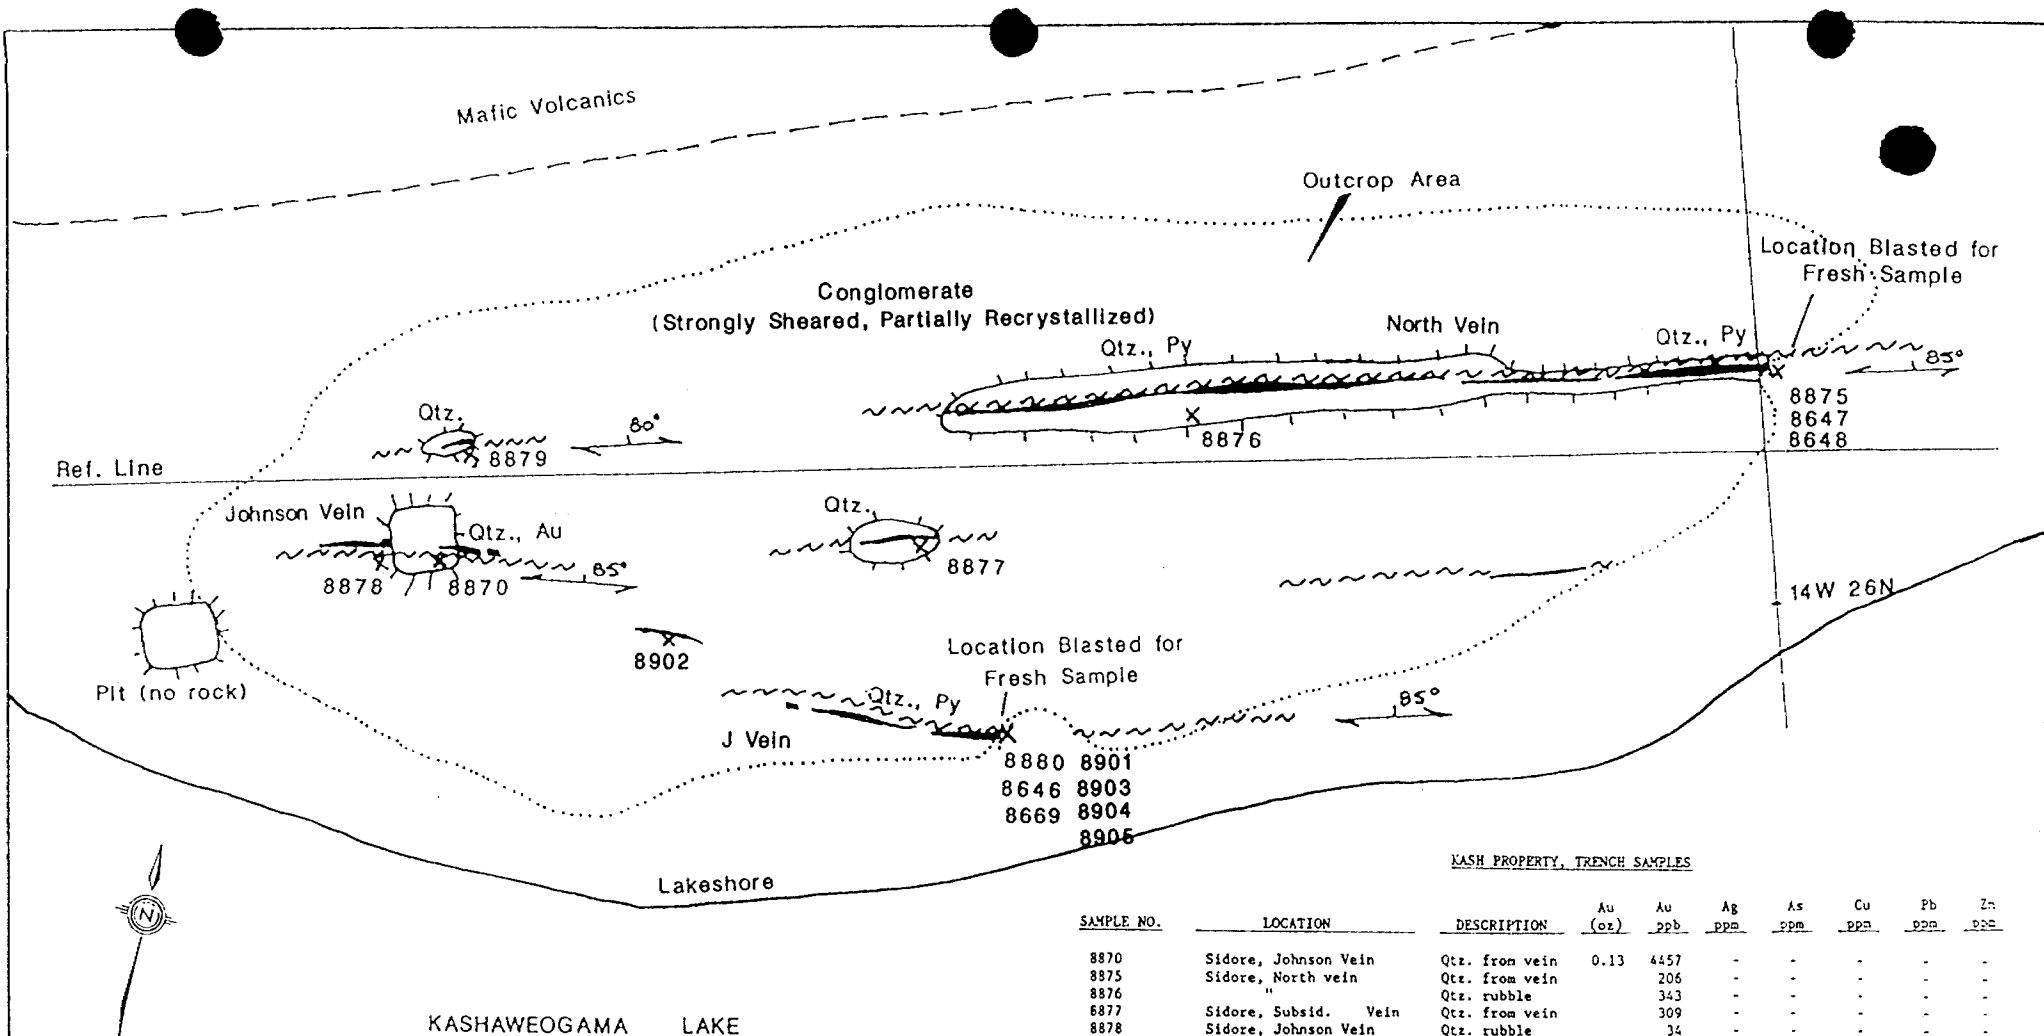 Mafic Volcanics
Outcrop Area
Location Blasted for
Fresh Sample
Conglomerate
(Strongly Sheared, Partially Recrystallized)
North Vein
Qtz., Py
Qtz., Py
85°
8875
8647
8648
8876
Qtz.
80°
8879
Ref. Line
Johnson Vein
Qtz., Au
Qtz.
8877
8878
8870
85°
14W 26N
8902
Location Blasted for
Fresh Sample
Pit (no rock)
Qtz., Py
85°
J Vein
8880 8901
8646 8903
8669 8904
8905
Lakeshore
N
KASHAWEOGAMA LAKE
KASH PROPERTY, TRENCH SAMPLES
SAMPLE NO. LOCATION DESCRIPTION Au (oz) Au ppb Ag ppm As ppm Cu ppm Pb ppm Zn ppm
8870 Sidore, Johnson Vein Qtz. from vein 0.13 4457 - - - - -
8875 Sidore, North vein Qtz. from vein 206 - - - - -
8876 " Qtz. rubble 343 - - - - -
8877 Sidore, Subsid. Vein Qtz. from vein 309 - - - - -
8878 Sidore, Johnson Vein Qtz. rubble 34 - - - - -